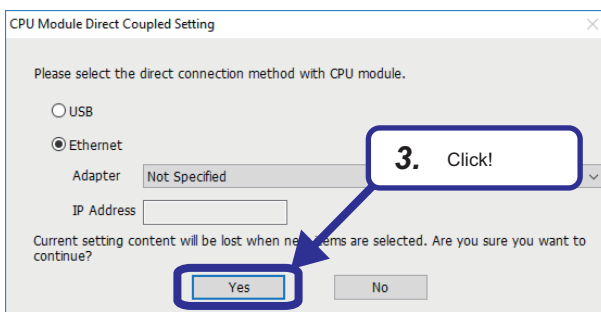 CPU Module Direct Coupled Setting
Please select the direct connection method with CPU module.
USB
Ethernet
3. Click!
Adapter Not Specified
IP Address
Current setting content will be lost when new items are selected. Are you sure you want to
continue?
Yes No